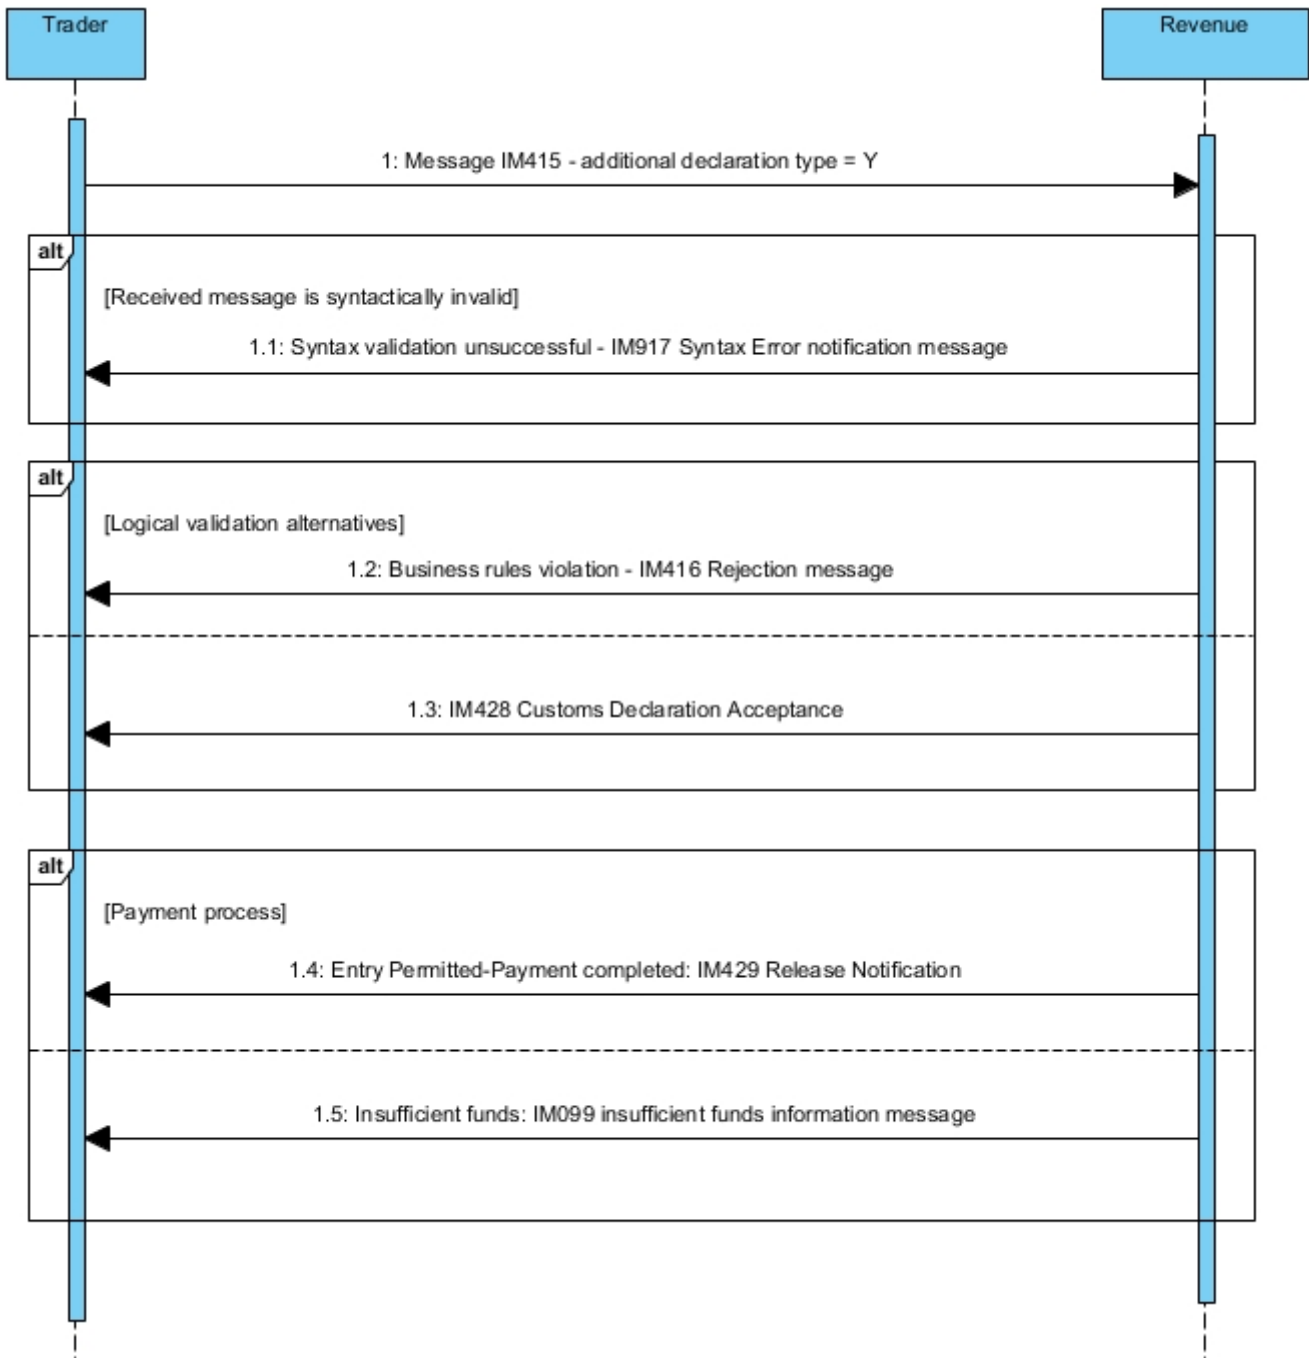 Trader
Revenue
1: Message IM415 - additional declaration type = Y
alt
[Received message is syntactically invalid]
1.1: Syntax validation unsuccessful - IM917 Syntax Error notification message
alt
[Logical validation alternatives]
1.2: Business rules violation - IM416 Rejection message
1.3: IM428 Customs Declaration Acceptance
alt
[Payment process]
1.4: Entry Permitted-Payment completed: IM429 Release Notification
1.5: Insufficient funds: IM099 insufficient funds information message